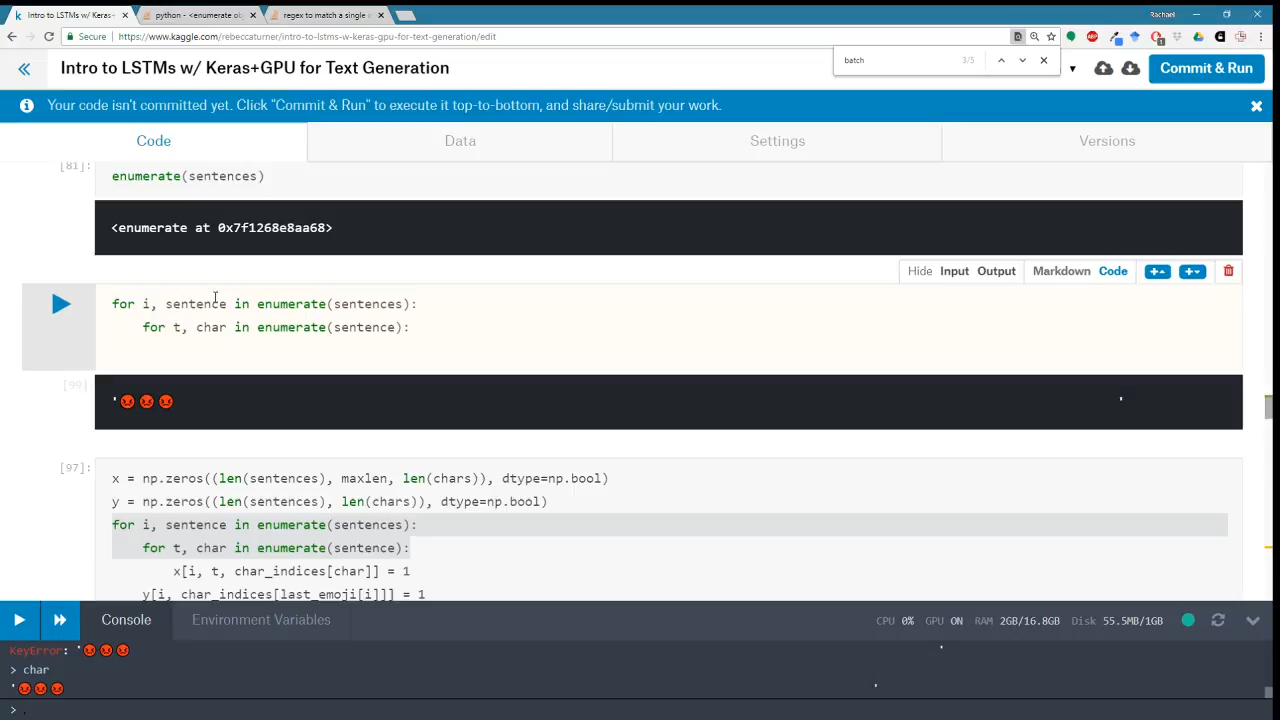 Intro to LSTMs w/ Keras+
python - <enumerate ob
regex to match a single e
Rachael
Secure
https://www.kaggle.com/rebeccaturner/intro-to-lstms-w-keras-gpu-for-text-generation/edit
batch
3/5
Intro to LSTMs w/ Keras+GPU for Text Generation
Commit & Run
Your code isn't committed yet. Click "Commit & Run" to execute it top-to-bottom, and share/submit your work.
Code
Data
Settings
Versions
[81]:
enumerate(sentences)
<enumerate at 0x7f1268e8aa68>
Hide Input Output
Markdown Code
for i, sentence in enumerate(sentences):
for t, char in enumerate(sentence):
[99]
'😡😡😡 '
[97]:
x = np.zeros((len(sentences), maxlen, len(chars)), dtype=np.bool)
y = np.zeros((len(sentences), len(chars)), dtype=np.bool)
for i, sentence in enumerate(sentences):
for t, char in enumerate(sentence):
x[i, t, char_indices[char]] = 1
y[i, char_indices[last_emoji[i]]] = 1
Console
Environment Variables
CPU 0% GPU ON RAM 2GB/16.8GB Disk 55.5MB/1GB
KeyError: '😡😡😡 '
> char
'😡😡😡 '
>